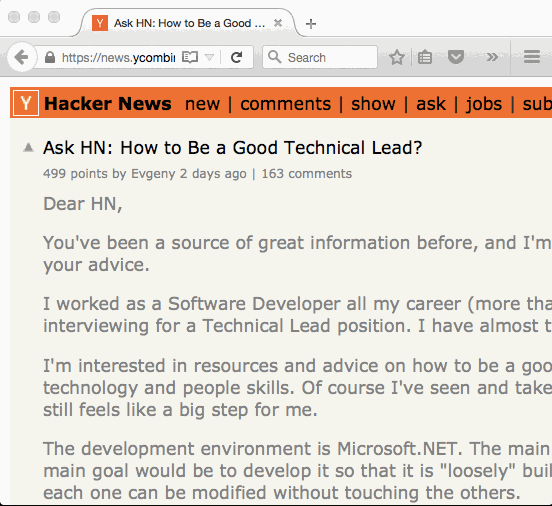 Y Ask HN: How to Be a Good ...
https://news.ycombin
Search
Y Hacker News new | comments | show | ask | jobs | sub
Ask HN: How to Be a Good Technical Lead?
499 points by Evgeny 2 days ago | 163 comments
Dear HN,
You've been a source of great information before, and I'm
your advice.
I worked as a Software Developer all my career (more tha
interviewing for a Technical Lead position. I have almost t
I'm interested in resources and advice on how to be a goo
technology and people skills. Of course I've seen and take
still feels like a big step for me.
The development environment is Microsoft.NET. The main
main goal would be to develop it so that it is "loosely" buil
each one can be modified without touching the others.